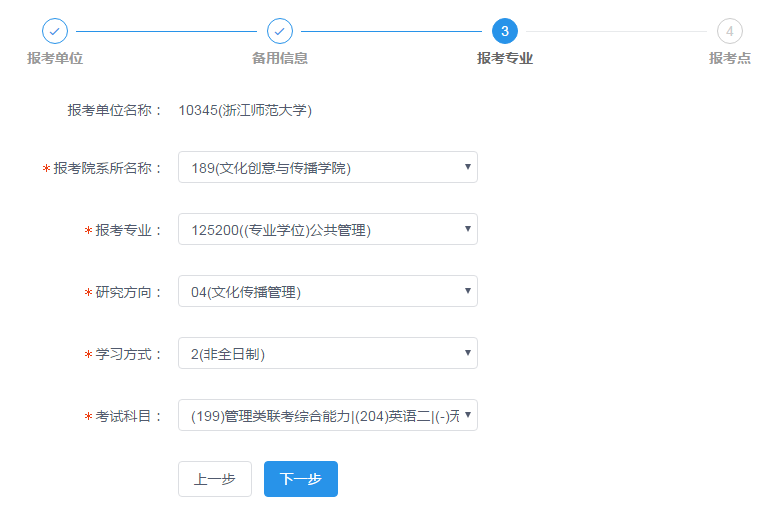 3 4
报考单位 备用信息 报考专业 报考点
报考单位名称： 10345(浙江师范大学)
*报考院系所名称： 189(文化创意与传播学院)
*报考专业： 125200((专业学位)公共管理)
*研究方向： 04(文化传播管理)
*学习方式： 2(非全日制)
*考试科目： (199)管理类联考综合能力|(204)英语二|(-)无
上一步 下一步